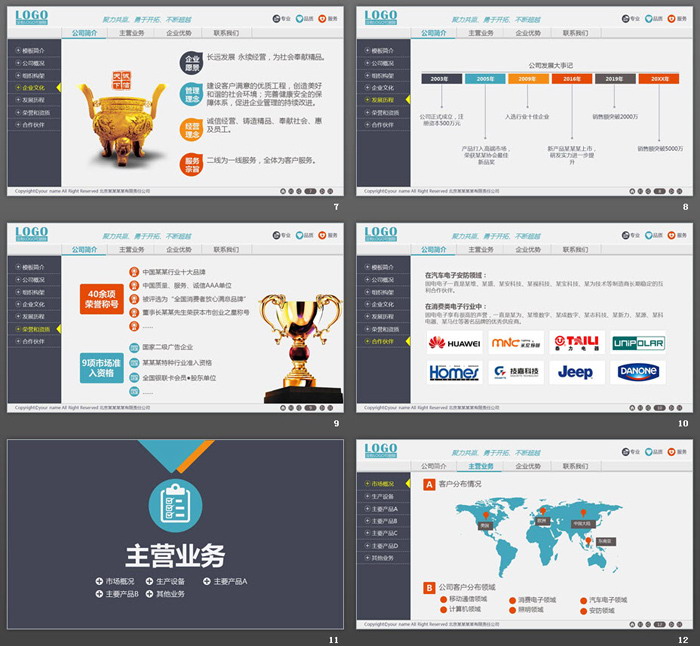 LOGO
聚力共赢、勇于开拓、不断超越
专业 品质 服务
公司简介 主营业务 企业优势 联系我们
模板简介
公司概况
组织构架
企业文化
发展历程
荣誉和资质
合作伙伴
企业愿景
长远发展 永续经营，为社会奉献精品。
管理理念
建设客户满意的优质工程，创造美好
和谐的社会环境；完善健康安全的保
障体系，促进企业管理的持续改进。
经营理念
诚信经营、铸造精品、奉献社会、惠
及员工。
服务宗旨
二线为一线服务，全体为客户服务。
Copyright©your name All Right Reserved 北京某某某某有限责任公司
7
7
LOGO
聚力共赢、勇于开拓、不断超越
专业 品质 服务
公司简介 主营业务 企业优势 联系我们
模板简介
公司概况
组织构架
企业文化
发展历程
荣誉和资质
合作伙伴
公司发展大事记
2003年 2005年 2009年 2016年 2019年 20XX年
公司正式成立，注
册资本500万元
入选行业十佳企业
销售额突破2000万
产品打入高端市场，
荣获某某协会最佳
新品奖
新产品某某某上市，
研发实力进一步提
升
销售额突破5000万
Copyright©your name All Right Reserved 北京某某某某有限责任公司
8
8
LOGO
聚力共赢、勇于开拓、不断超越
专业 品质 服务
公司简介 主营业务 企业优势 联系我们
模板简介
公司概况
组织构架
企业文化
发展历程
荣誉和资质
合作伙伴
40余项
荣誉称号
中国某某行业十大品牌
中国质量、服务、诚信AAA单位
被评选为“全国消费者放心满意品牌”
董事长某某先生荣获本市创业之星称号
......
9项市场准
入资格
国家二级广告企业
某某某特种行业准入资格
全国银联卡会员●股东单位
......
Copyright©your name All Right Reserved 北京某某某某有限责任公司
9
9
LOGO
聚力共赢、勇于开拓、不断超越
专业 品质 服务
公司简介 主营业务 企业优势 联系我们
模板简介
公司概况
组织构架
企业文化
发展历程
荣誉和资质
合作伙伴
在汽车电子安防领域：
在消费类电子行业中：
HUAWEI
MNC
TAILI
UNIPOLAR
Homes
技嘉科技
Jeep
DANONE
Copyright©your name All Right Reserved 北京某某某某有限责任公司
10
10
主营业务
市场概况 生产设备 主要产品A
主要产品B 其他业务
11
LOGO
聚力共赢、勇于开拓、不断超越
专业 品质 服务
公司简介 主营业务 企业优势 联系我们
市场概况
生产设备
主要产品A
主要产品B
主要产品C
主要产品D
其他业务
A 客户分布情况
美洲
欧洲
中国大陆
东南亚
B 公司客户分布领域
移动通信领域 消费电子领域 汽车电子领域
计算机领域 照明领域 安防领域
Copyright©your name All Right Reserved 北京某某某某有限责任公司
12
12